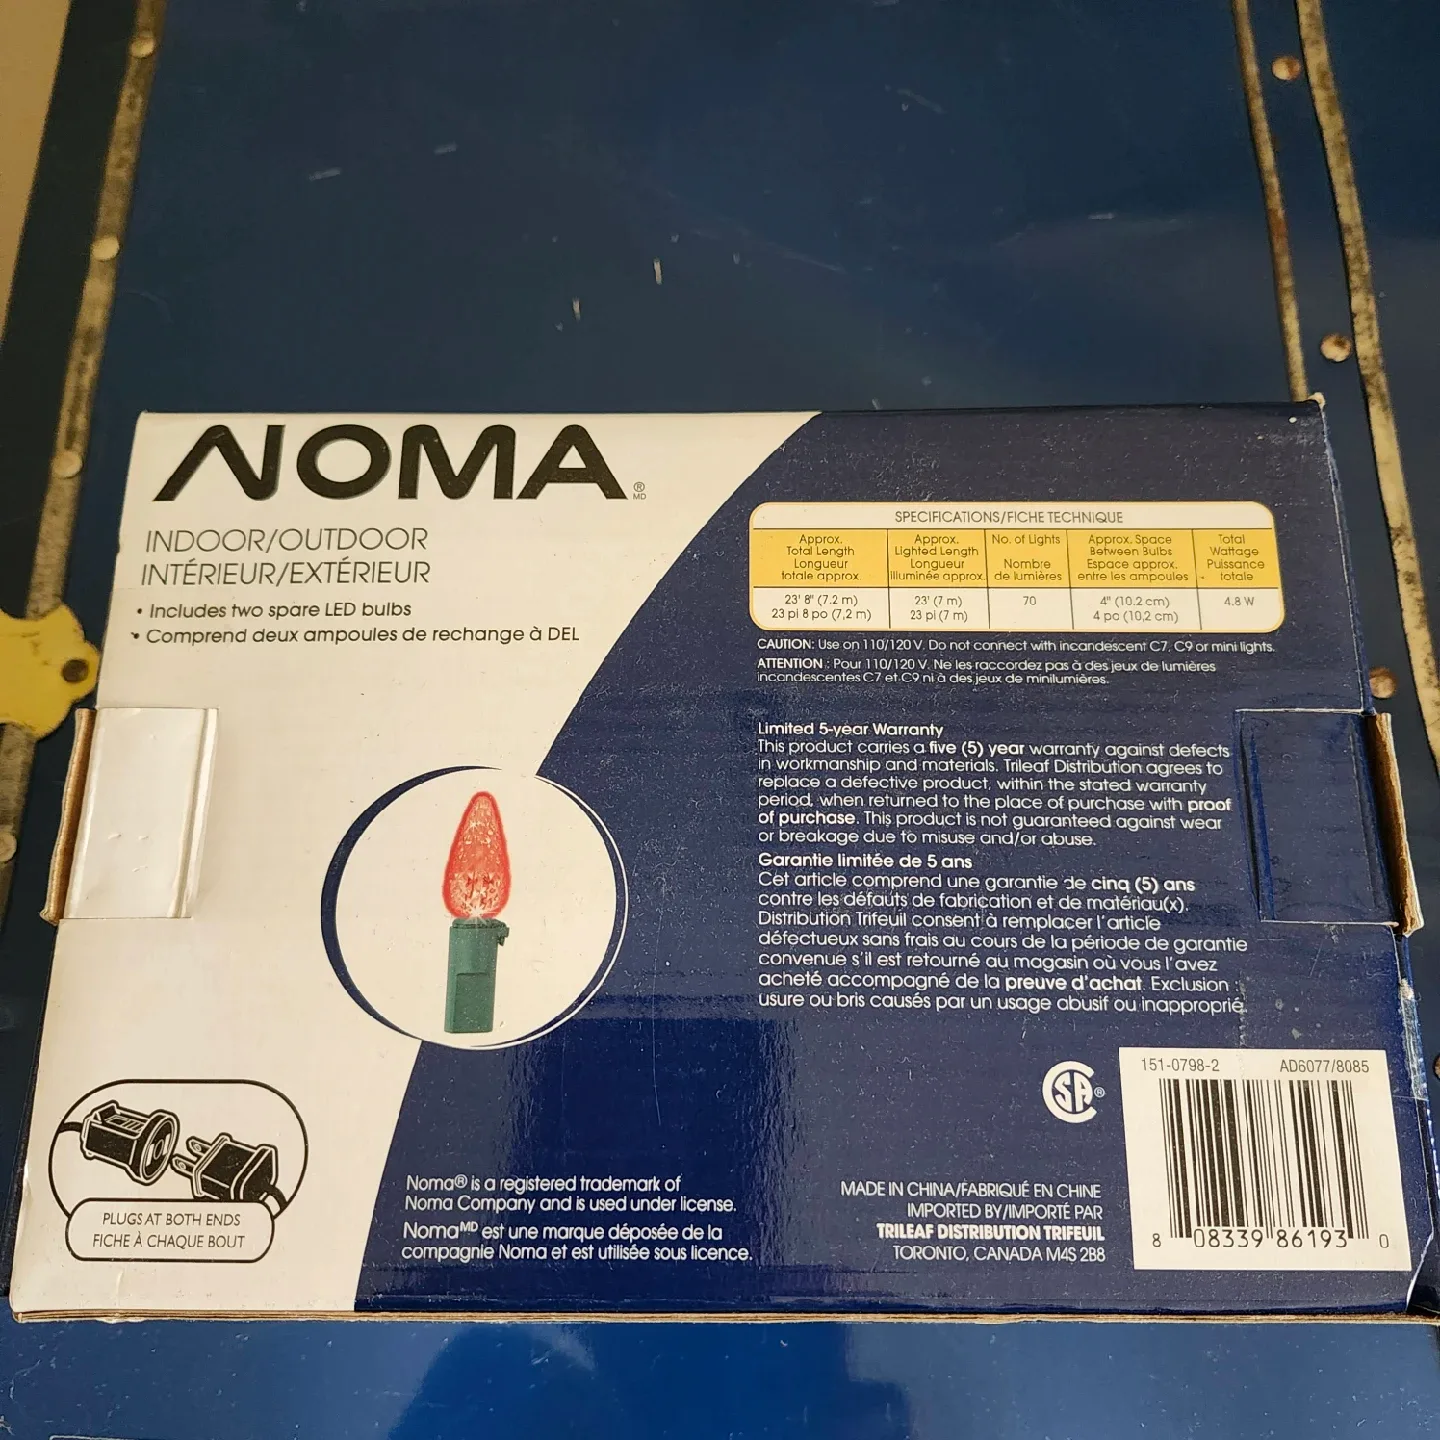 NOMA® MD
INDOOR/OUTDOOR
INTÉRIEUR/EXTÉRIEUR
• Includes two spare LED bulbs
• Comprend deux ampoules de rechange à DEL
SPECIFICATIONS/FICHE TECHNIQUE
Approx.
Total Length
Longueur
totale approx.
Approx.
Lighted Length
Longueur
illuminée approx.
No. of Lights
Nombre
de lumières
Approx. Space
Between Bulbs
Espace approx.
entre les ampoules
Total
Wattage
Puissance
totale
23' 8" (7.2 m)
23 pi 8 po (7,2 m)
23' (7 m)
23 pi (7 m)
70
4" (10.2 cm)
4 po (10,2 cm)
4.8 W
CAUTION: Use on 110/120 V. Do not connect with incandescent C7, C9 or mini lights.
ATTENTION : Pour 110/120 V. Ne les raccordez pas à des jeux de lumières
incandescentes C7 et C9 ni à des jeux de minilumières.
Limited 5-year Warranty
This product carries a five (5) year warranty against defects
in workmanship and materials. Trileaf Distribution agrees to
replace a defective product, within the stated warranty
period, when returned to the place of purchase with proof
of purchase. This product is not guaranteed against wear
or breakage due to misuse and/or abuse.
Garantie limitée de 5 ans
Cet article comprend une garantie de cinq (5) ans
contre les défauts de fabrication et de matériau(x).
Distribution Trifeuil consent à remplacer l'article
défectueux sans frais au cours de la période de garantie
convenue s'il est retourné au magasin où vous l'avez
acheté accompagné de la preuve d'achat. Exclusion :
usure ou bris causés par un usage abusif ou inapproprié.
PLUGS AT BOTH ENDS
FICHE À CHAQUE BOUT
Noma® is a registered trademark of
Noma Company and is used under license.
Noma MD est une marque déposée de la
compagnie Noma et est utilisée sous licence.
CSA®
MADE IN CHINA/FABRIQUÉ EN CHINE
IMPORTED BY/IMPORTÉ PAR
TRILEAF DISTRIBUTION TRIFEUIL
TORONTO, CANADA M4S 2B8
151-0798-2 AD6077/8085
8 08339 86193 0